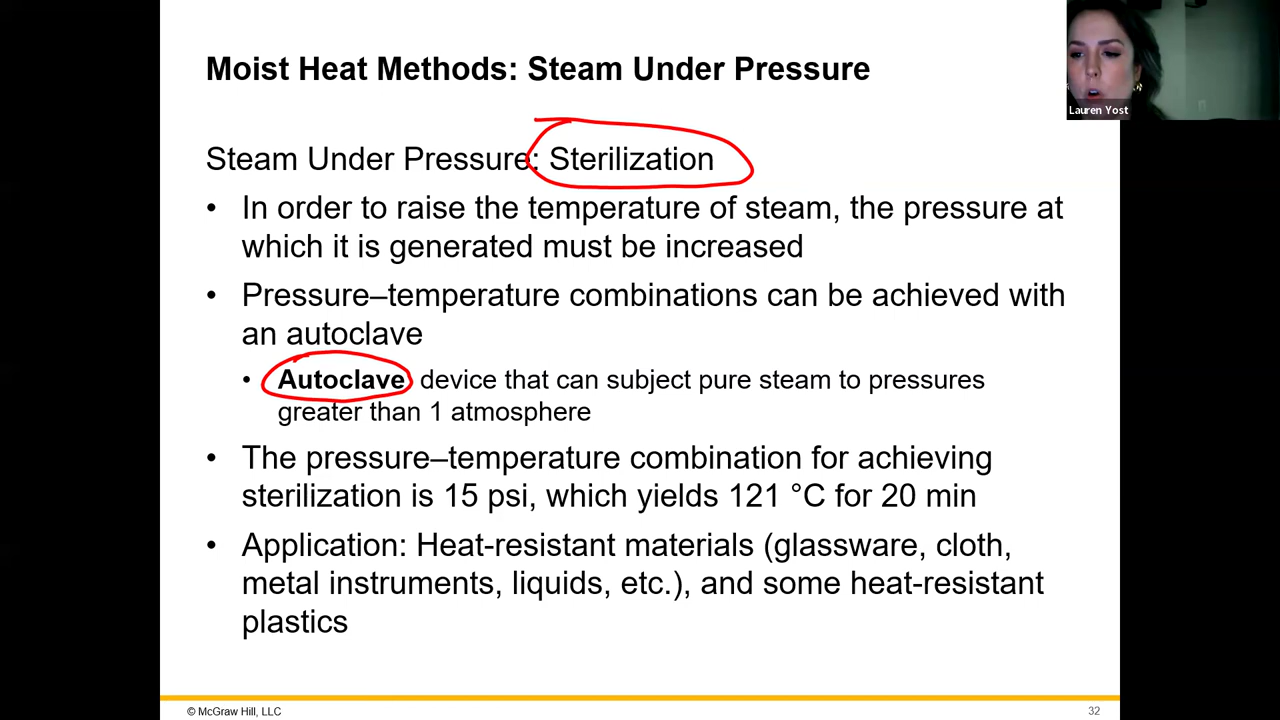 Moist Heat Methods: Steam Under Pressure
Lauren Yost
Steam Under Pressure: Sterilization
• In order to raise the temperature of steam, the pressure at
which it is generated must be increased
• Pressure–temperature combinations can be achieved with
an autoclave
• Autoclave device that can subject pure steam to pressures
greater than 1 atmosphere
• The pressure–temperature combination for achieving
sterilization is 15 psi, which yields 121 °C for 20 min
• Application: Heat-resistant materials (glassware, cloth,
metal instruments, liquids, etc.), and some heat-resistant
plastics
© McGraw Hill, LLC
32